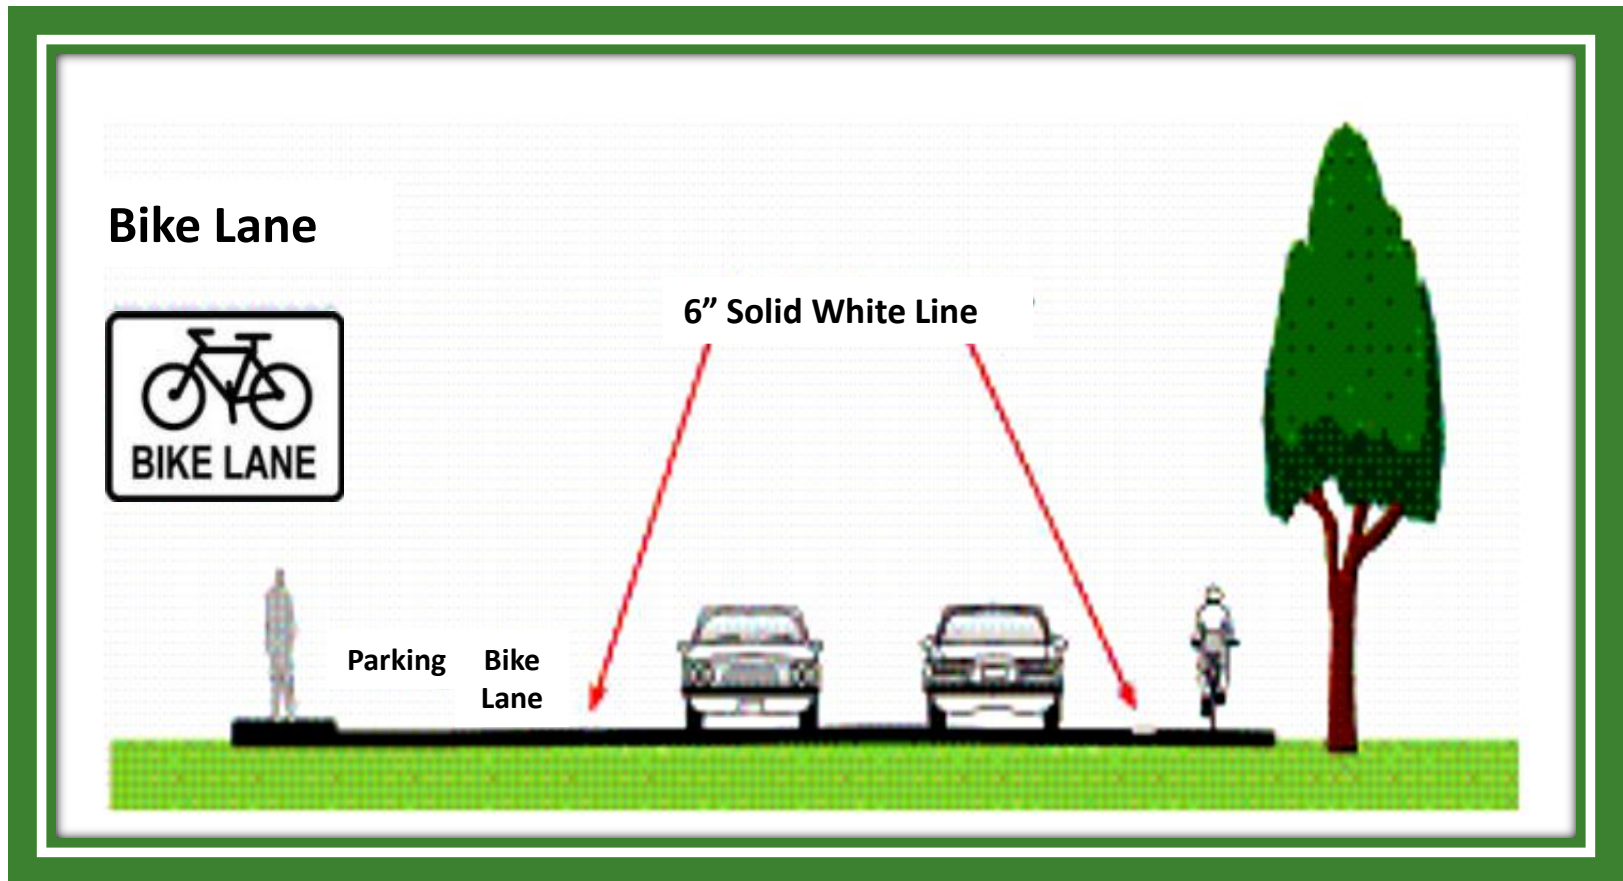 Bike Lane
6” Solid White Line
BIKE LANE
Parking
Bike
Lane